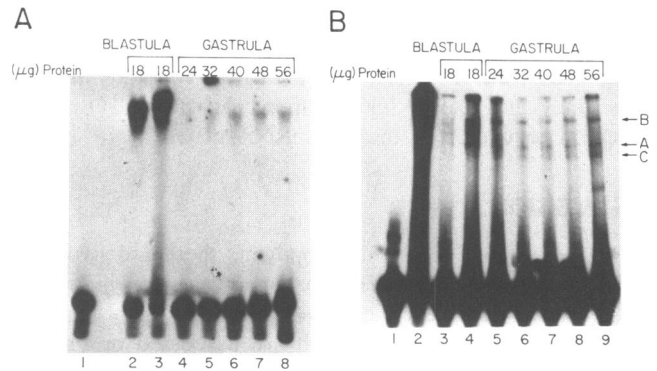 A
BLASTULA GASTRULA
(μg) Protein 18 18 24 32 40 48 56
1 2 3 4 5 6 7 8
B
BLASTULA GASTRULA
(μg) Protein 18 18 24 32 40 48 56
B
A
C
1 2 3 4 5 6 7 8 9